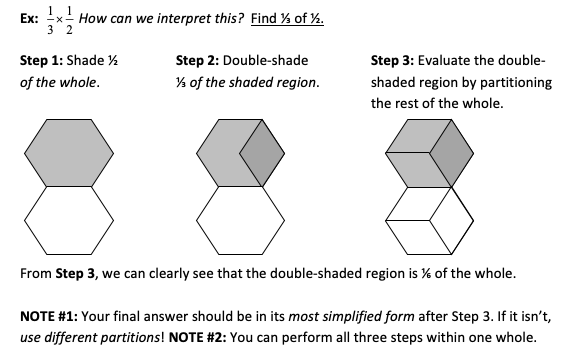 Ex: 1/3 × 1/2 How can we interpret this? Find ⅓ of ½.
Step 1: Shade ½
of the whole.
Step 2: Double-shade
⅓ of the shaded region.
Step 3: Evaluate the double-
shaded region by partitioning
the rest of the whole.
From Step 3, we can clearly see that the double-shaded region is ⅙ of the whole.
NOTE #1: Your final answer should be in its most simplified form after Step 3. If it isn’t,
use different partitions! NOTE #2: You can perform all three steps within one whole.